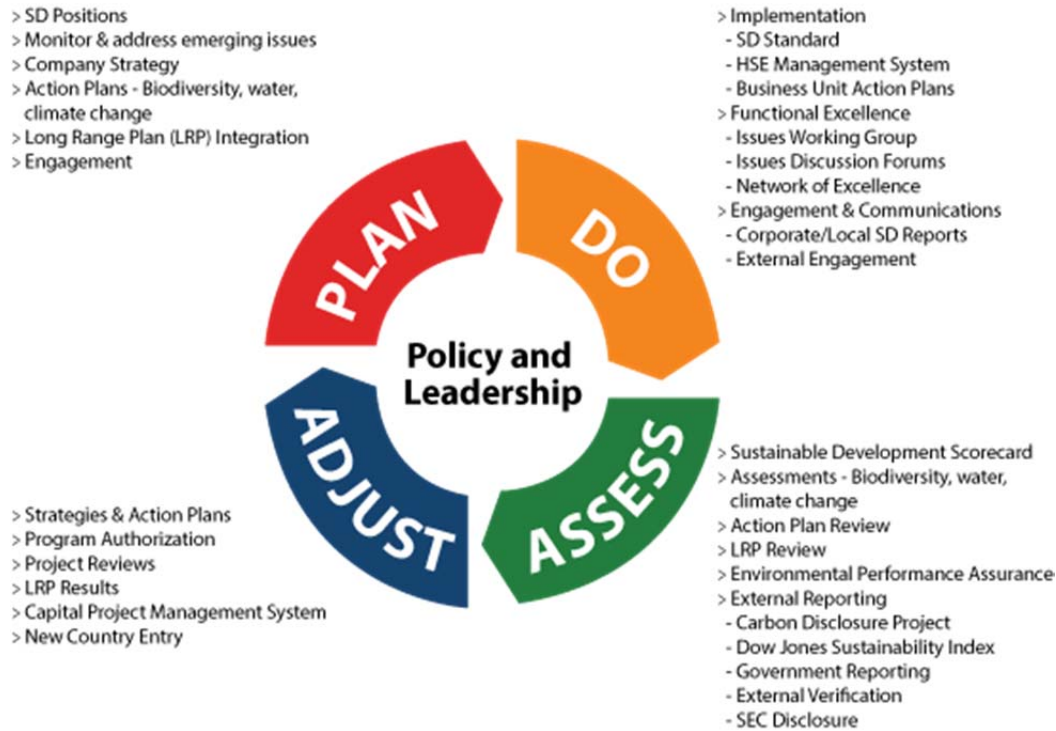 > SD Positions
> Monitor & address emerging issues
> Company Strategy
> Action Plans - Biodiversity, water,
climate change
> Long Range Plan (LRP) Integration
> Engagement
> Implementation
- SD Standard
- HSE Management System
- Business Unit Action Plans
> Functional Excellence
- Issues Working Group
- Issues Discussion Forums
- Network of Excellence
> Engagement & Communications
- Corporate/Local SD Reports
- External Engagement
PLAN
DO
Policy and
Leadership
ADJUST
ASSESS
> Strategies & Action Plans
> Program Authorization
> Project Reviews
> LRP Results
> Capital Project Management System
> New Country Entry
> Sustainable Development Scorecard
> Assessments - Biodiversity, water,
climate change
> Action Plan Review
> LRP Review
> Environmental Performance Assurance
> External Reporting
- Carbon Disclosure Project
- Dow Jones Sustainability Index
- Government Reporting
- External Verification
- SEC Disclosure